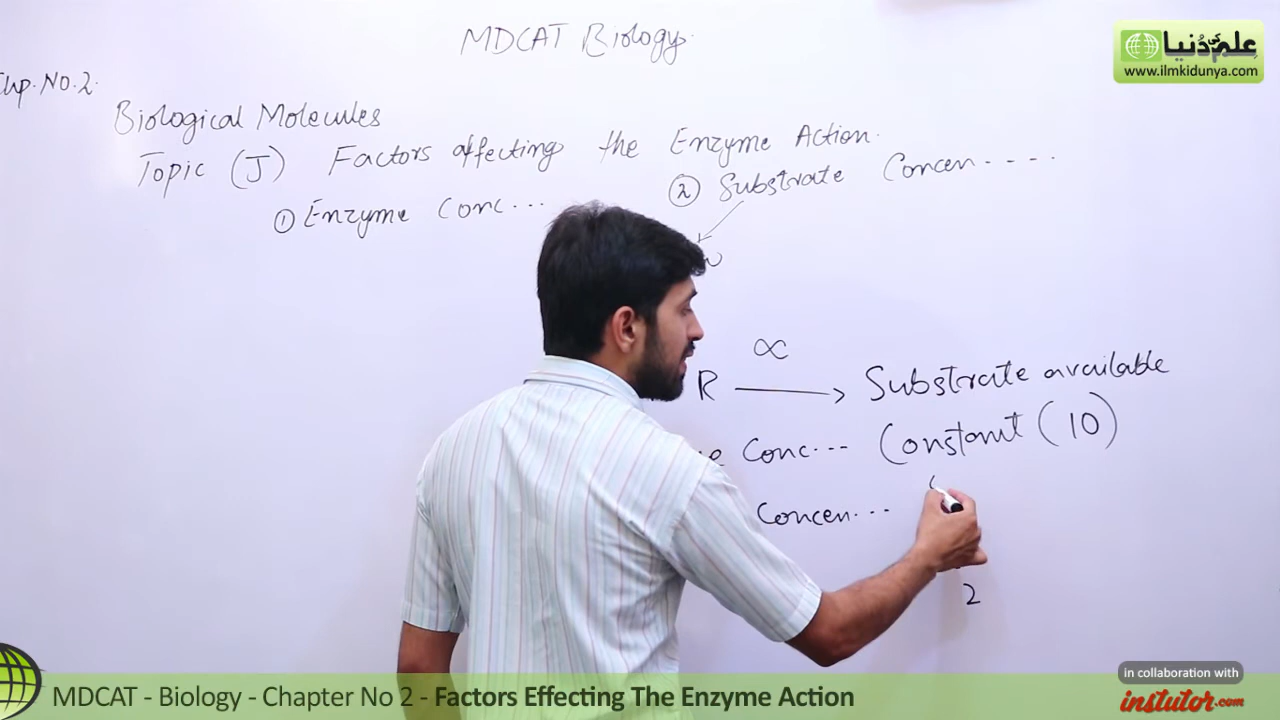 MDCAT Biology.
علم کی دُنیا
www.ilmkidunya.com
Chp. No. 2.
Biological Molecules
Topic (J) Factors affecting the Enzyme Action.
① Enzyme Conc... ② Substrate Concen- - - -
R ∝ Substrate available
Conc... Constant (10)
Concen...
2
in collaboration with
instutor.com
MDCAT - Biology - Chapter No 2 - Factors Effecting The Enzyme Action